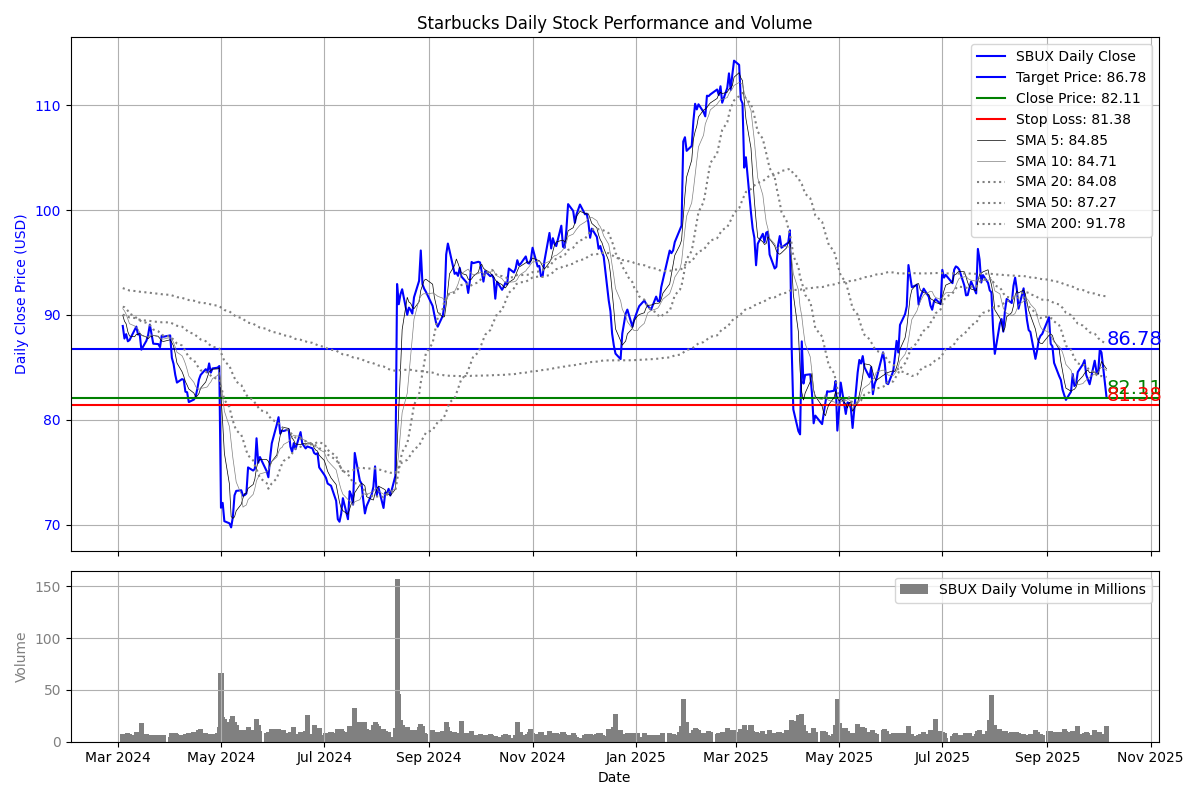 Starbucks Daily Stock Performance and Volume
SBUX Daily Close
Target Price: 86.78
Close Price: 82.11
Stop Loss: 81.38
SMA 5: 84.85
SMA 10: 84.71
SMA 20: 84.08
SMA 50: 87.27
SMA 200: 91.78
Daily Close Price (USD)
110
100
90
80
70
86.78
82.11
81.38
SBUX Daily Volume in Millions
Volume
150
100
50
0
Mar 2024 May 2024 Jul 2024 Sep 2024 Nov 2024 Jan 2025 Mar 2025 May 2025 Jul 2025 Sep 2025 Nov 2025
Date